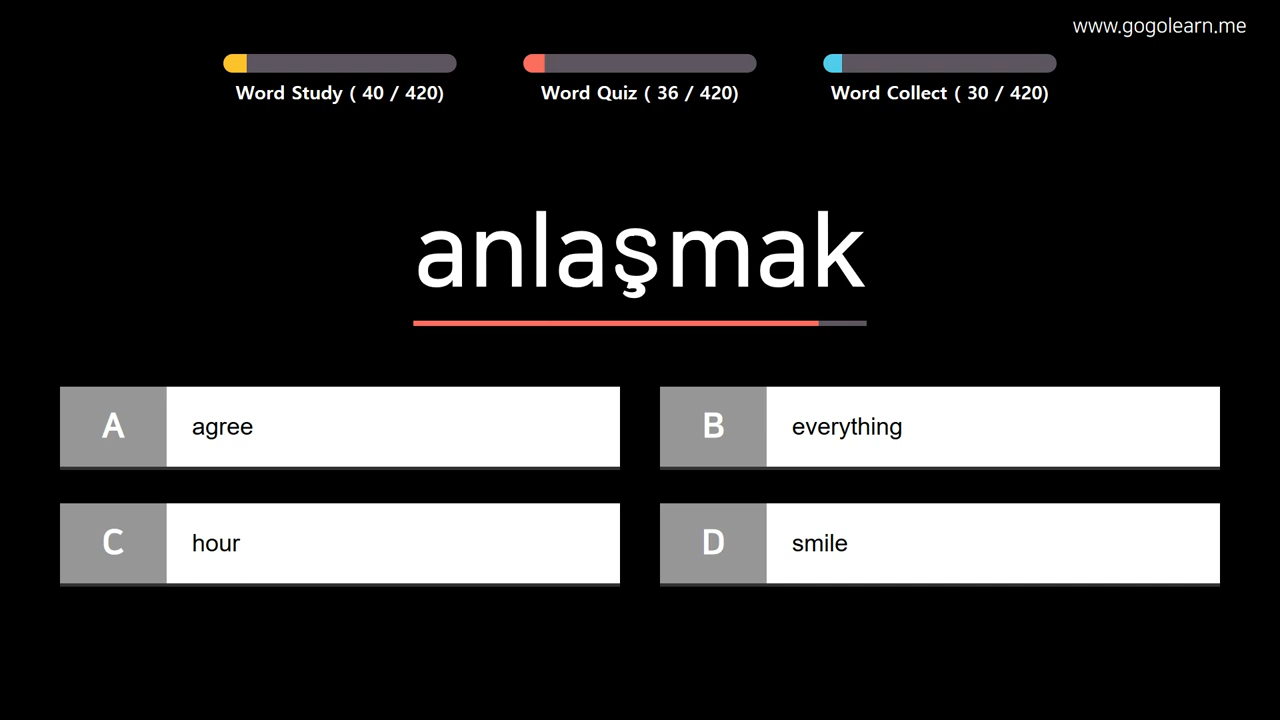 www.gogolearn.me
Word Study ( 40 / 420)
Word Quiz ( 36 / 420)
Word Collect ( 30 / 420)
anlaşmak
A agree
B everything
C hour
D smile